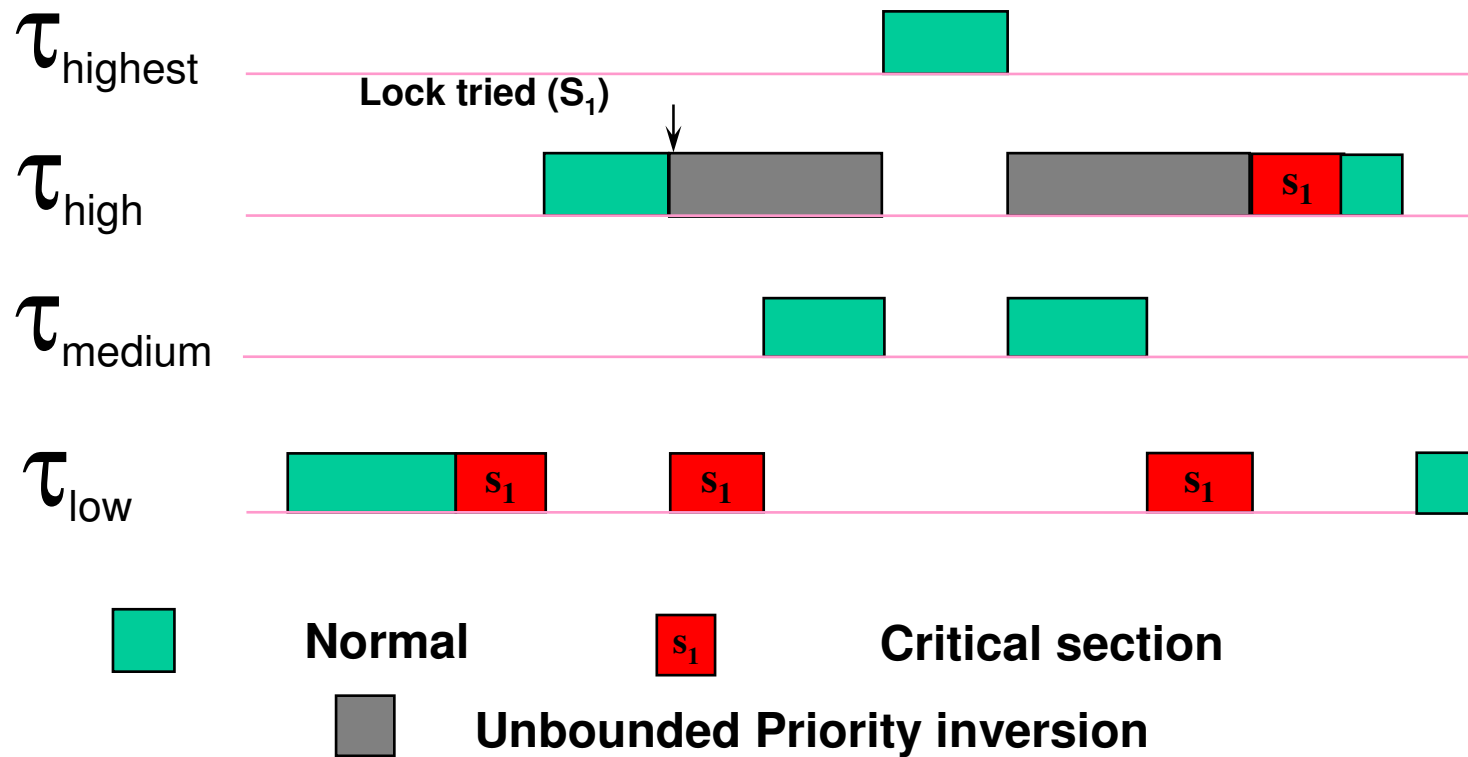 τhighest
Lock tried (S₁)
τhigh
s₁
τmedium
τlow
s₁ s₁ s₁
Normal s₁ Critical section
Unbounded Priority inversion